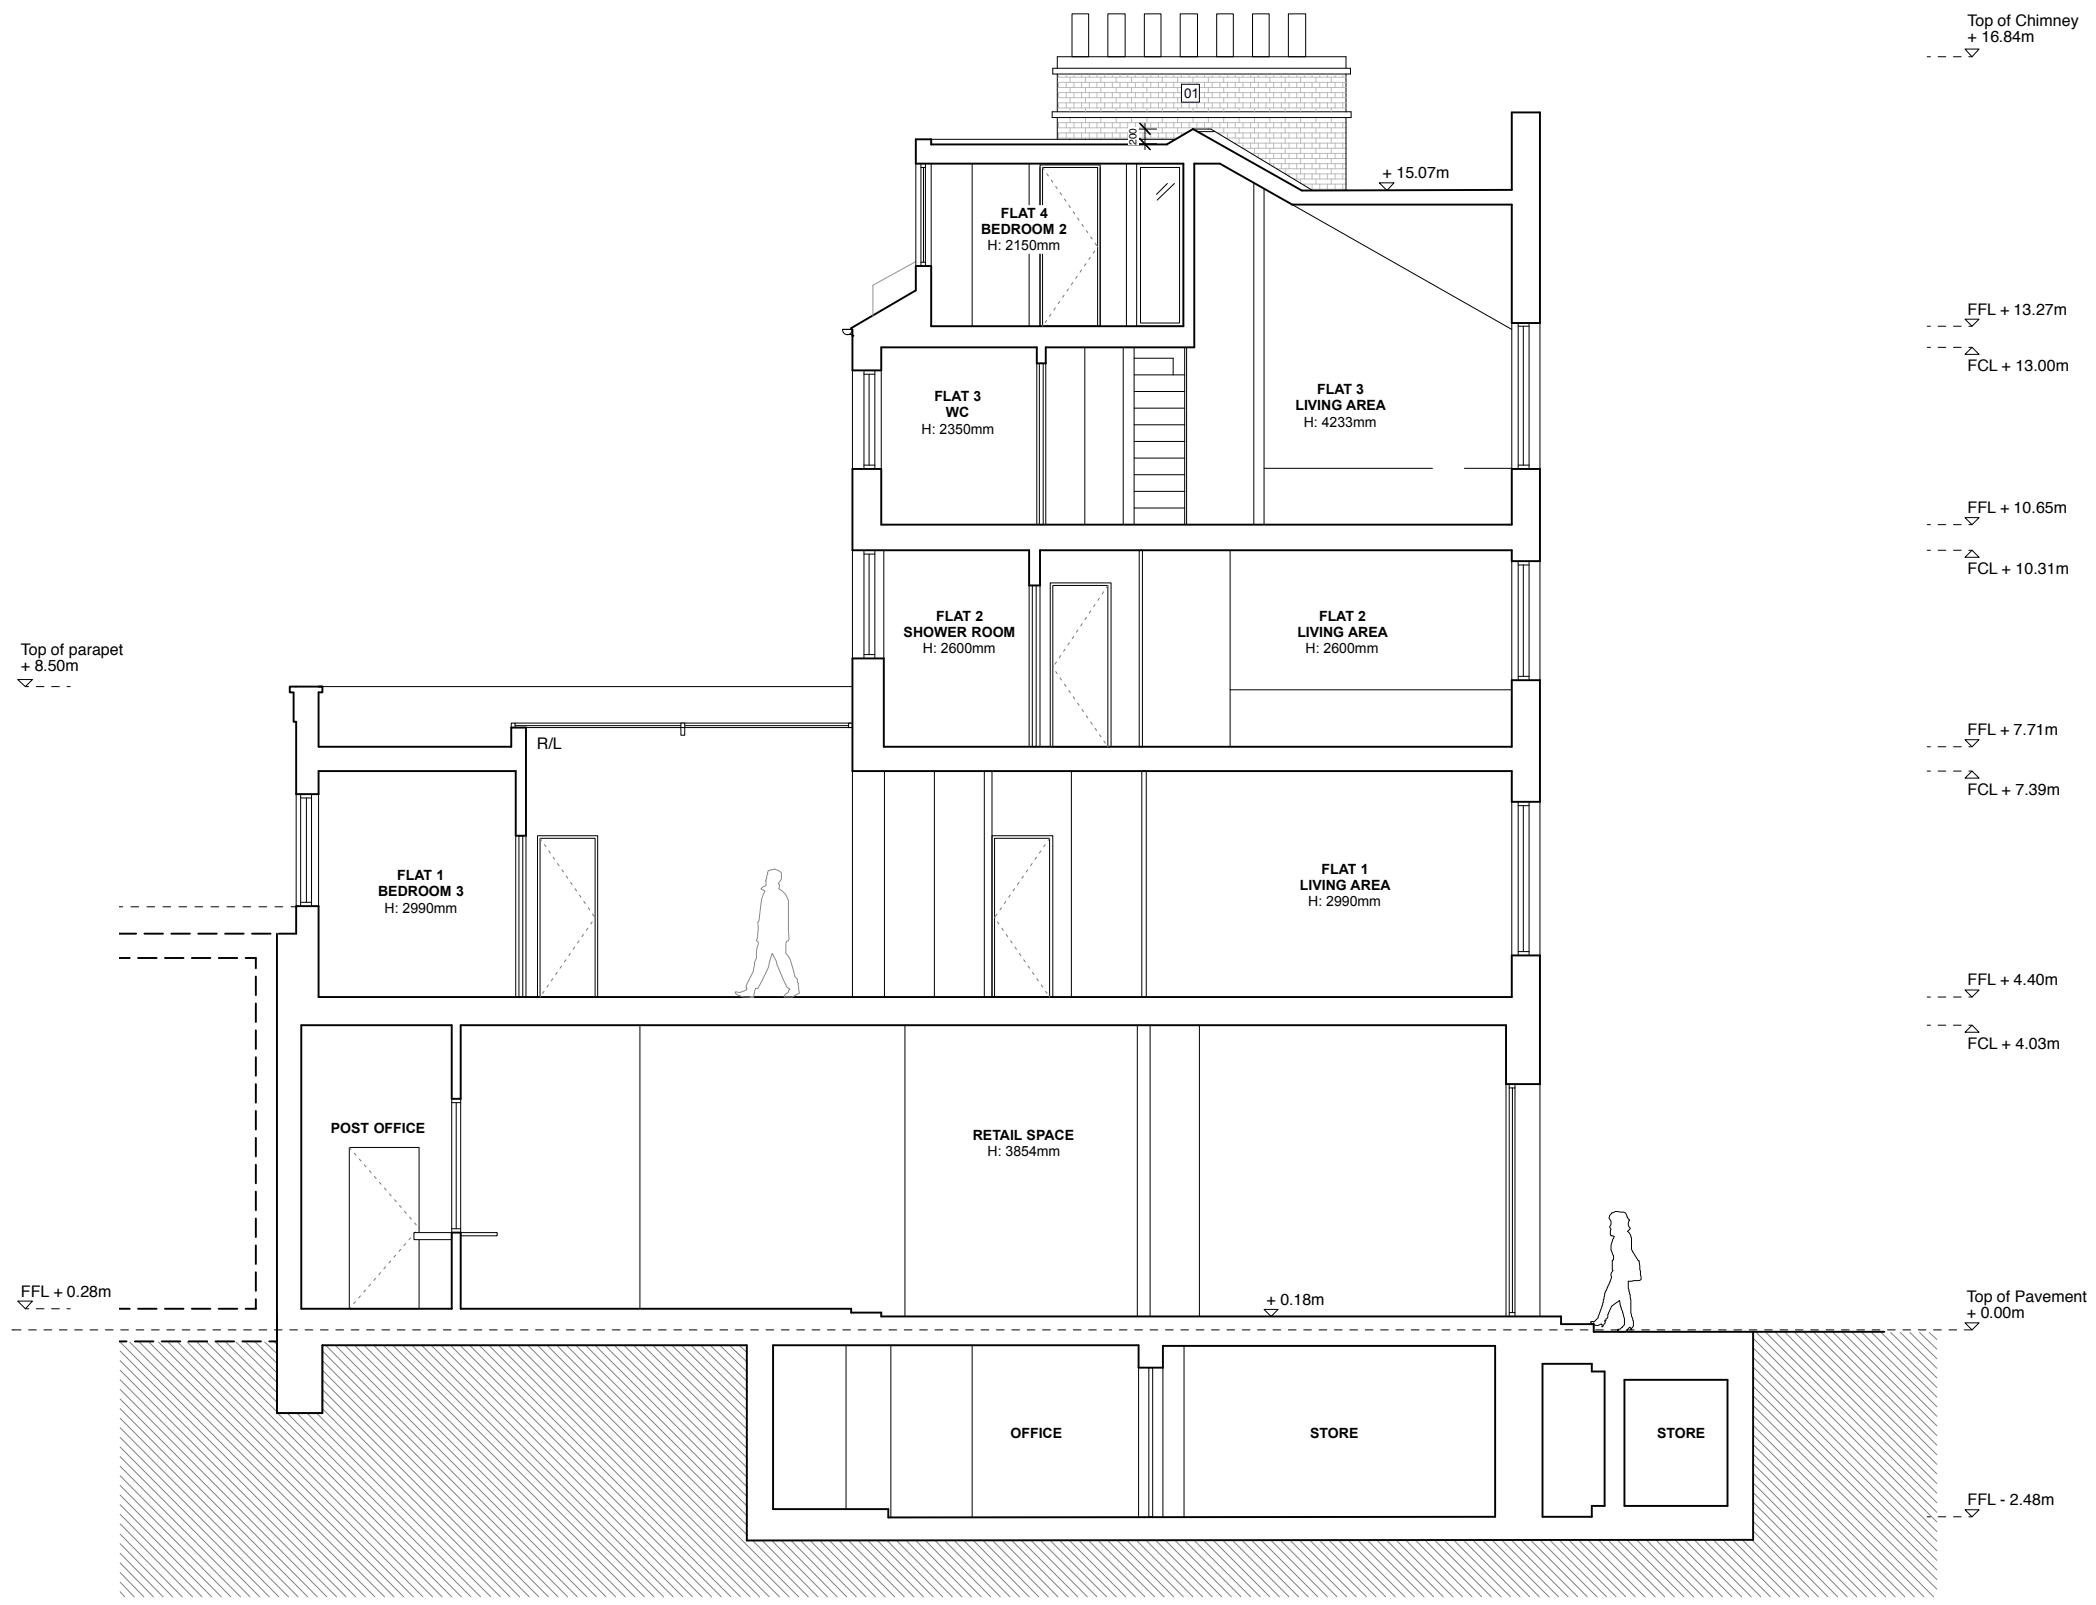 Top of Chimney
+ 16.84m
01
200
+ 15.07m
FLAT 4
BEDROOM 2
H: 2150mm
FFL + 13.27m
FCL + 13.00m
FLAT 3
WC
H: 2350mm
FLAT 3
LIVING AREA
H: 4233mm
FFL + 10.65m
FCL + 10.31m
FLAT 2
SHOWER ROOM
H: 2600mm
FLAT 2
LIVING AREA
H: 2600mm
Top of parapet
+ 8.50m
FFL + 7.71m
R/L
FCL + 7.39m
FLAT 1
BEDROOM 3
H: 2990mm
FLAT 1
LIVING AREA
H: 2990mm
FFL + 4.40m
FCL + 4.03m
POST OFFICE
RETAIL SPACE
H: 3854mm
FFL + 0.28m
+ 0.18m
Top of Pavement
+ 0.00m
OFFICE
STORE
STORE
FFL - 2.48m